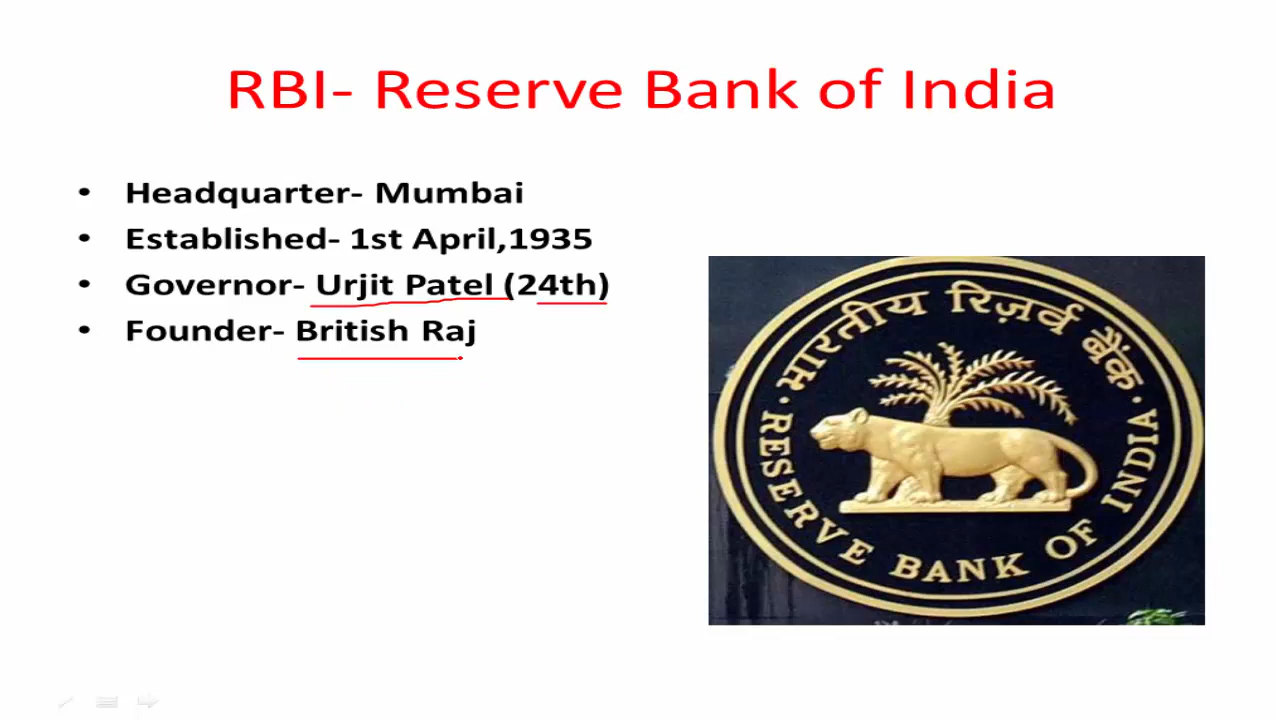 RBI- Reserve Bank of India
• Headquarter- Mumbai
• Established- 1st April,1935
• Governor- Urjit Patel (24th)
• Founder- British Raj
भारतीय रिज़र्व बैंक
RESERVE BANK OF INDIA